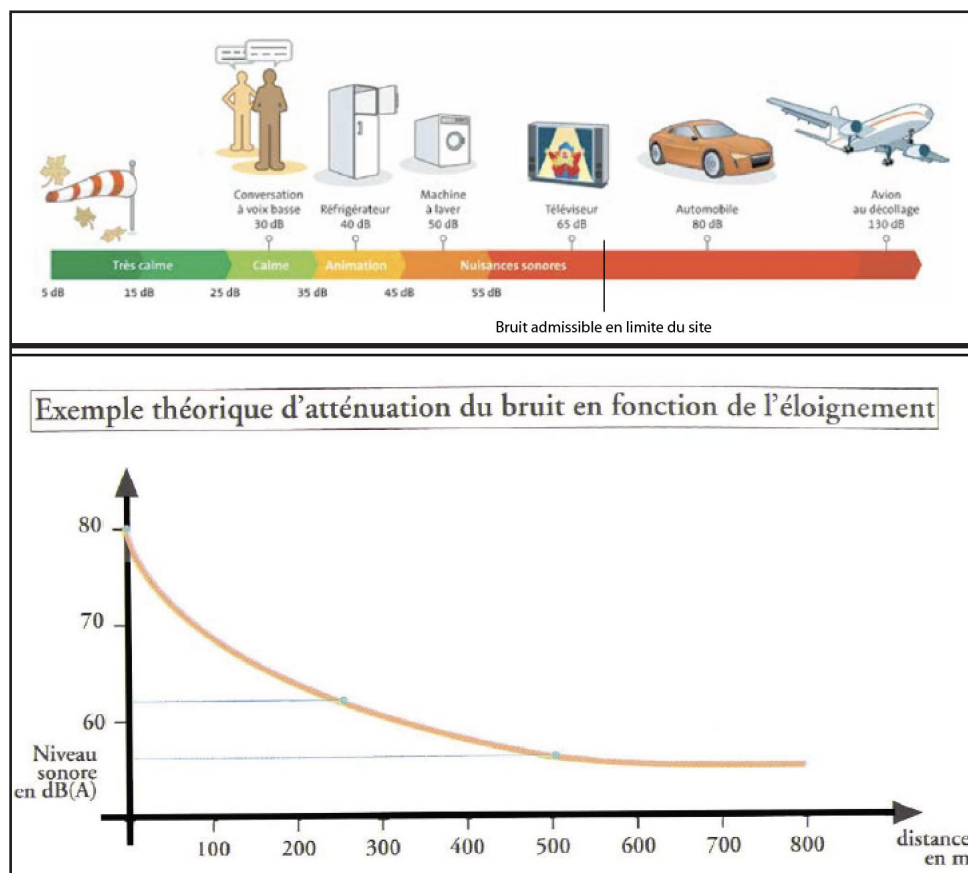 Conversation
à voix basse
30 dB
Réfrigérateur
40 dB
Machine
à laver
50 dB
Téléviseur
65 dB
Automobile
80 dB
Avion
au décollage
130 dB
Très calme
Calme
Animation
Nuisances sonores
5 dB
15 dB
25 dB
35 dB
45 dB
55 dB
Bruit admissible en limite du site
Exemple théorique d'atténuation du bruit en fonction de l'éloignement
80
70
60
Niveau
sonore
en dB(A)
100
200
300
400
500
600
700
800
distance
en m